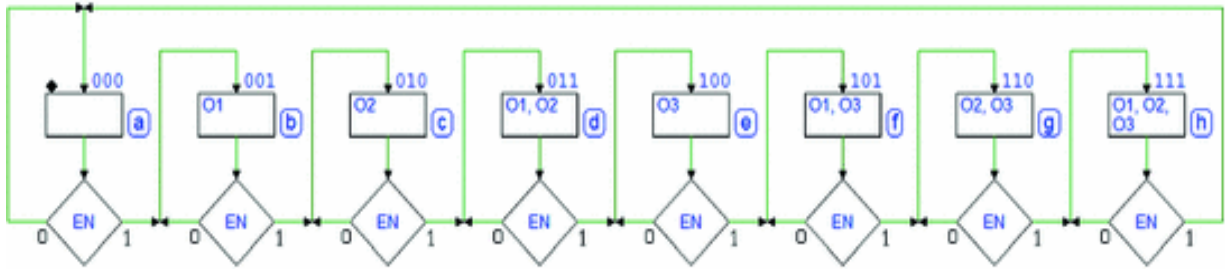 000 001 010 011 100 101 110 111
O1 O2 O1, O2 O3 O1, O3 O2, O3 O1, O2,
O3
a b c d e f g h
EN EN EN EN EN EN EN EN
0 1 0 1 0 1 0 1 0 1 0 1 0 1 0 1